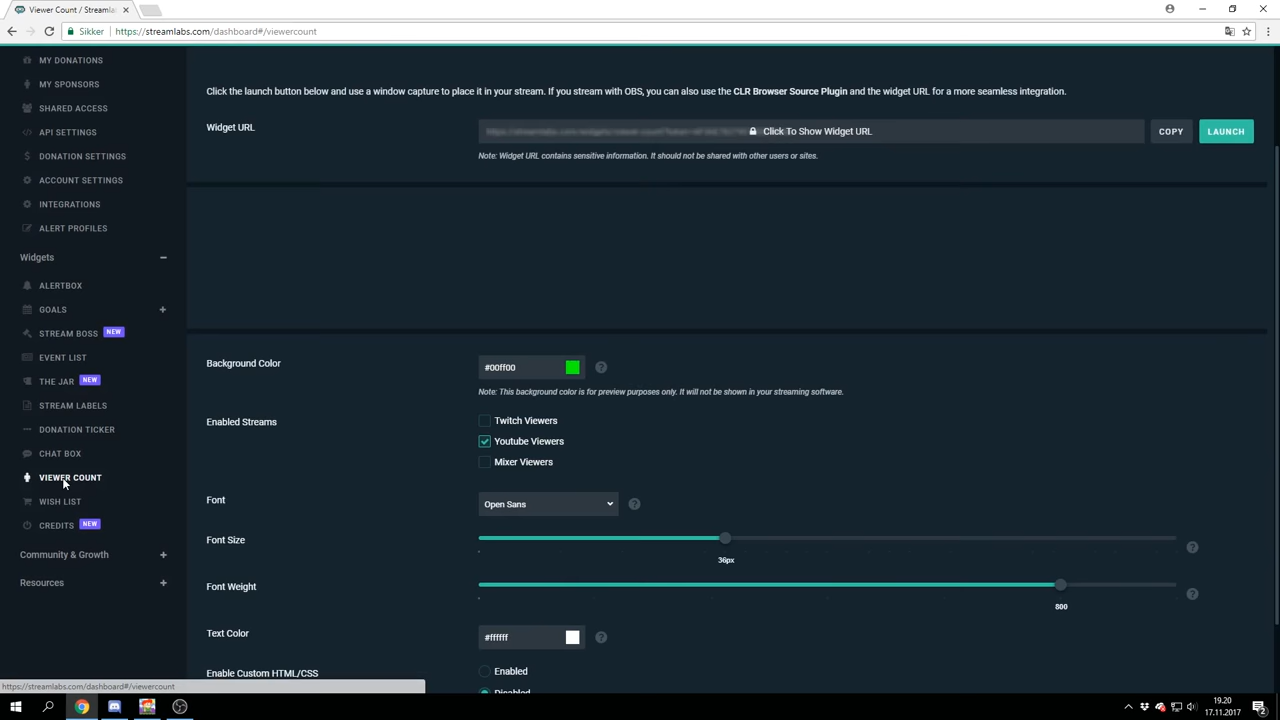 Viewer Count / Streamla
Sikker
https://streamlabs.com/dashboard#/viewercount
MY DONATIONS
MY SPONSORS
SHARED ACCESS
API SETTINGS
DONATION SETTINGS
ACCOUNT SETTINGS
INTEGRATIONS
ALERT PROFILES
Widgets
ALERTBOX
GOALS
STREAM BOSS NEW
EVENT LIST
THE JAR NEW
STREAM LABELS
DONATION TICKER
CHAT BOX
VIEWER COUNT
WISH LIST
CREDITS NEW
Community & Growth
Resources
Click the launch button below and use a window capture to place it in your stream. If you stream with OBS, you can also use the CLR Browser Source Plugin and the widget URL for a more seamless integration.
Widget URL
Click To Show Widget URL
COPY
LAUNCH
Note: Widget URL contains sensitive information. It should not be shared with other users or sites.
Background Color
#00ff00
Note: This background color is for preview purposes only. It will not be shown in your streaming software.
Enabled Streams
Twitch Viewers
Youtube Viewers
Mixer Viewers
Font
Open Sans
Font Size
36px
Font Weight
800
Text Color
#ffffff
Enable Custom HTML/CSS
Enabled
Disabled
https://streamlabs.com/dashboard#/viewercount
19.20
17.11.2017
2